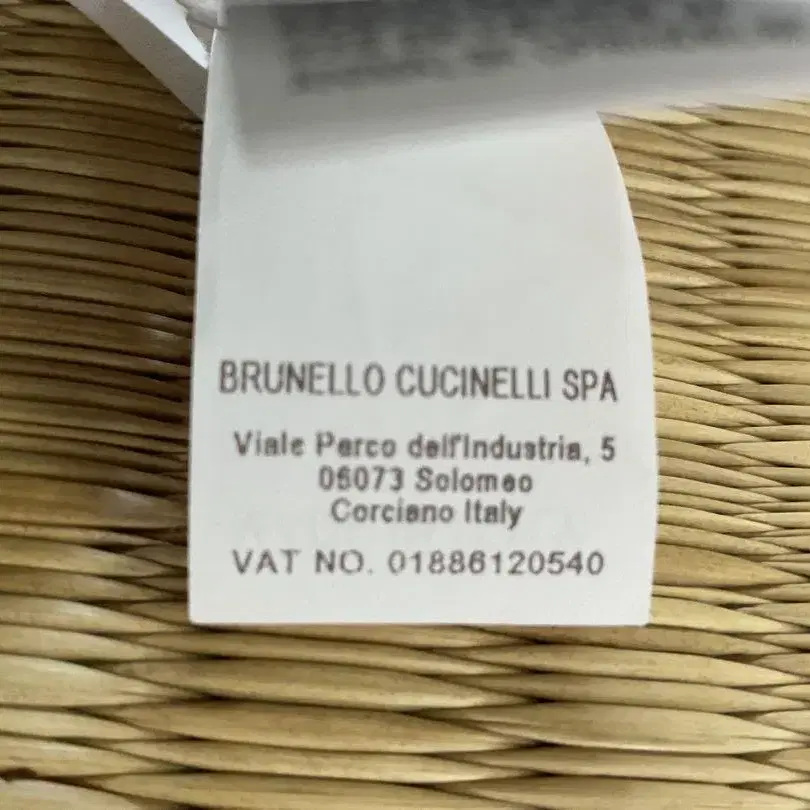 BRUNELLO CUCINELLI SPA
Viale Parco dell'Industria, 5
06073 Solomeo
Corciano Italy
VAT NO. 01886120540